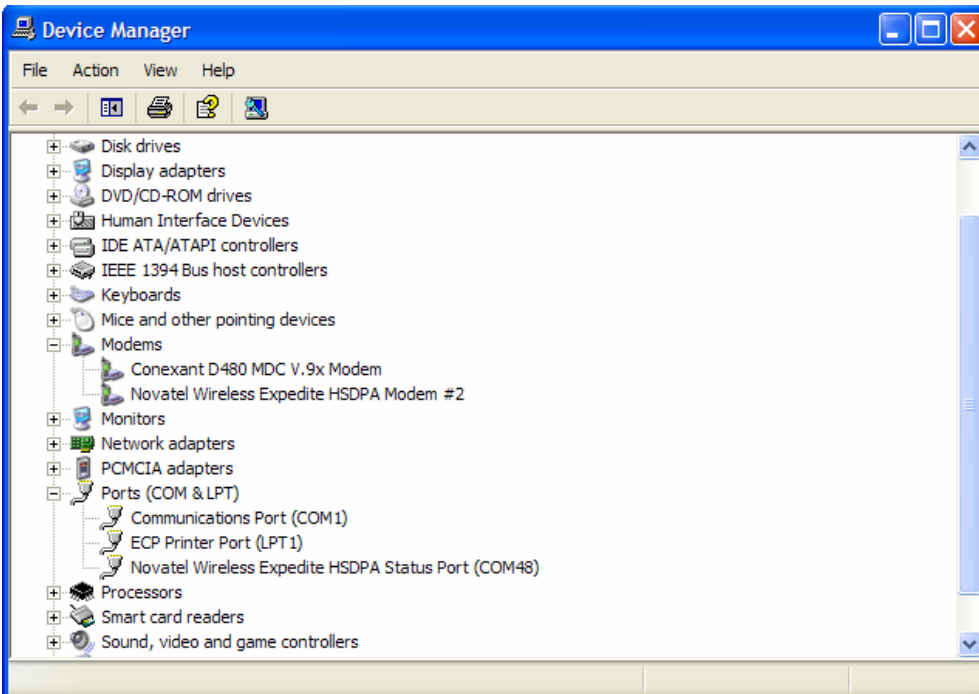 Device Manager
File Action View Help
Disk drives
Display adapters
DVD/CD-ROM drives
Human Interface Devices
IDE ATA/ATAPI controllers
IEEE 1394 Bus host controllers
Keyboards
Mice and other pointing devices
Modems
Conexant D480 MDC V.9x Modem
Novatel Wireless Expedite HSDPA Modem #2
Monitors
Network adapters
PCMCIA adapters
Ports (COM & LPT)
Communications Port (COM1)
ECP Printer Port (LPT1)
Novatel Wireless Expedite HSDPA Status Port (COM48)
Processors
Smart card readers
Sound, video and game controllers